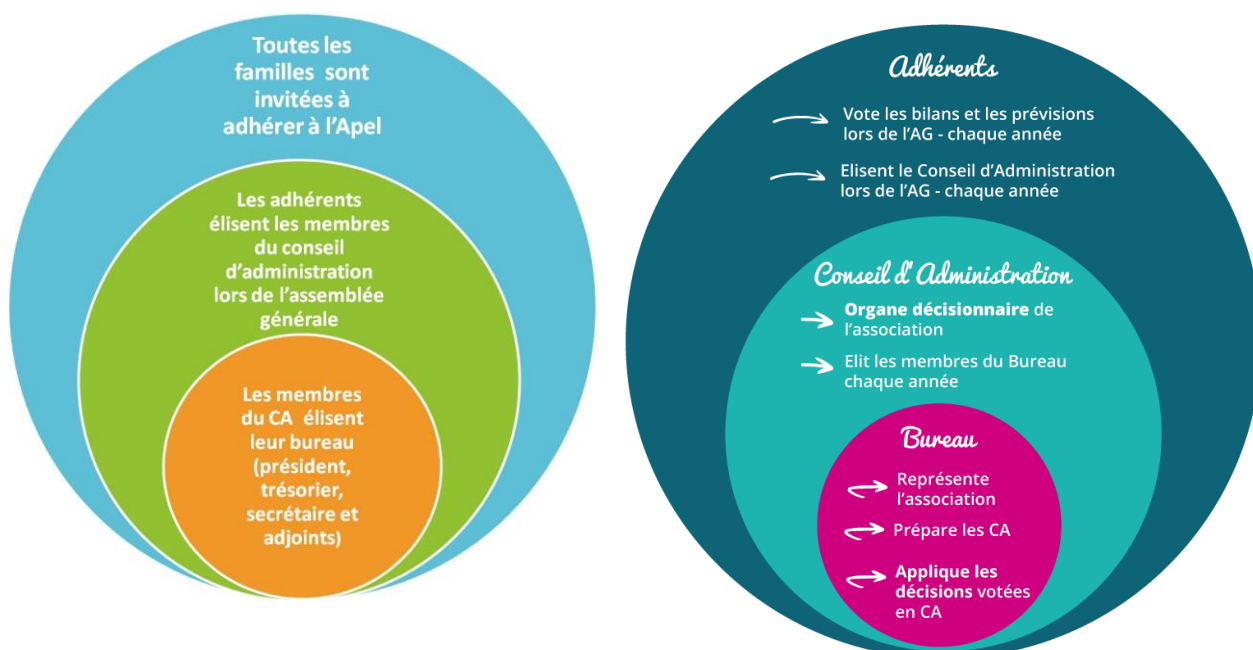 Toutes les
familles sont
invitées à
adhérer à l'Apel
Les adhérents
élisent les membres
du conseil
d'administration
lors de l'assemblée
générale
Les membres
du CA élisent
leur bureau
(président,
trésorier,
secrétaire et
adjoints)
Adhérents
Vote les bilans et les prévisions
lors de l'AG - chaque année
Elisent le Conseil d'Administration
lors de l'AG - chaque année
Conseil d'Administration
Organe décisionnaire de
l'association
Elit les membres du Bureau
chaque année
Bureau
Représente
l'association
Prépare les CA
Applique les
décisions votées
en CA